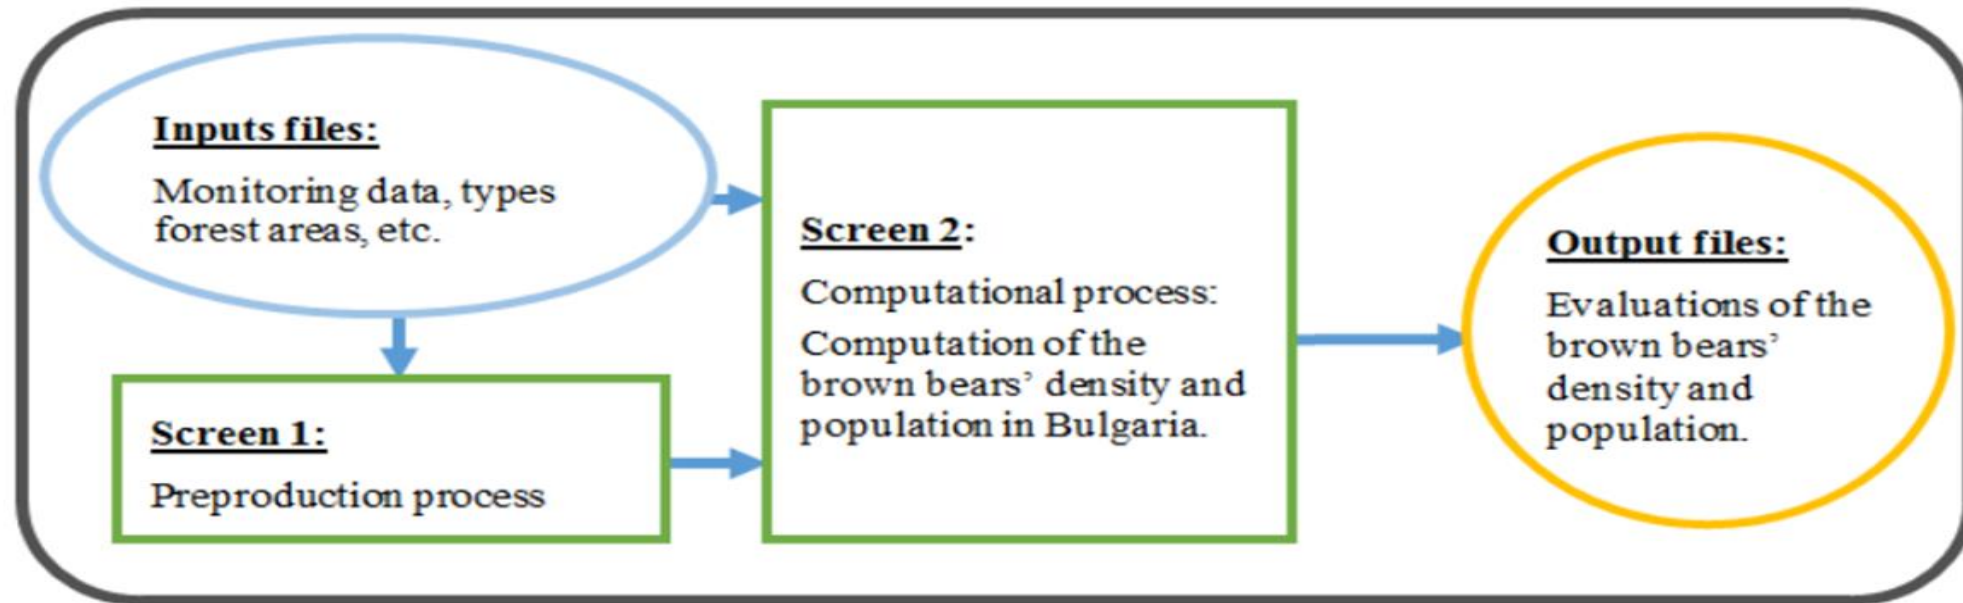 Inputs files:
Monitoring data, types
forest areas, etc.
Screen 1:
Preproduction process
Screen 2:
Computational process:
Computation of the
brown bears’ density and
population in Bulgaria.
Output files:
Evaluations of the
brown bears’
density and
population.